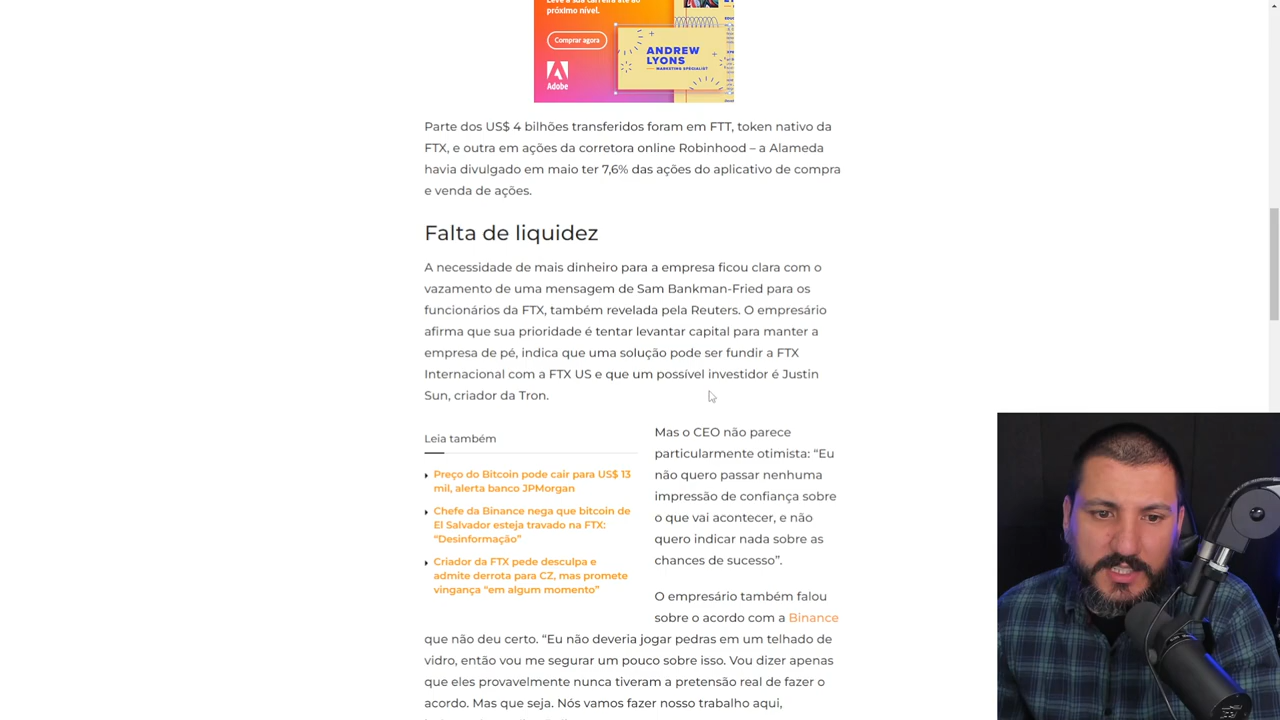 próximo nível.
Comprar agora
ANDREW
LYONS
MARKETING SPECIALIST
Adobe
Parte dos US$ 4 bilhões transferidos foram em FTT, token nativo da
FTX, e outra em ações da corretora online Robinhood – a Alameda
havia divulgado em maio ter 7,6% das ações do aplicativo de compra
e venda de ações.
Falta de liquidez
A necessidade de mais dinheiro para a empresa ficou clara com o
vazamento de uma mensagem de Sam Bankman-Fried para os
funcionários da FTX, também revelada pela Reuters. O empresário
afirma que sua prioridade é tentar levantar capital para manter a
empresa de pé, indica que uma solução pode ser fundir a FTX
Internacional com a FTX US e que um possível investidor é Justin
Sun, criador da Tron.
Leia também
Preço do Bitcoin pode cair para US$ 13
mil, alerta banco JPMorgan
Chefe da Binance nega que bitcoin de
El Salvador esteja travado na FTX:
“Desinformação”
Criador da FTX pede desculpa e
admite derrota para CZ, mas promete
vingança “em algum momento”
Mas o CEO não parece
particularmente otimista: “Eu
não quero passar nenhuma
impressão de confiança sobre
o que vai acontecer, e não
quero indicar nada sobre as
chances de sucesso”.
O empresário também falou
sobre o acordo com a Binance
que não deu certo. “Eu não deveria jogar pedras em um telhado de
vidro, então vou me segurar um pouco sobre isso. Vou dizer apenas
que eles provavelmente nunca tiveram a pretensão real de fazer o
acordo. Mas que seja. Nós vamos fazer nosso trabalho aqui,